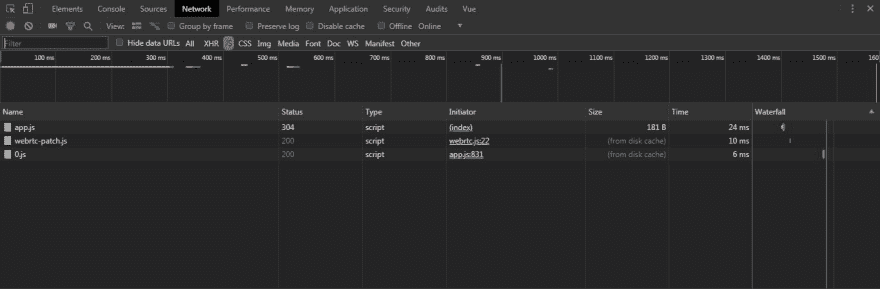 Elements Console Sources Network Performance Memory Application Security Audits Vue
View: Group by frame Preserve log Disable cache Offline Online
Filter Hide data URLs All XHR JS CSS Img Media Font Doc WS Manifest Other
100 ms 200 ms 300 ms 400 ms 500 ms 600 ms 700 ms 800 ms 900 ms 1000 ms 1100 ms 1200 ms 1300 ms 1400 ms 1500 ms 160
Name Status Type Initiator Size Time Waterfall
app.js 304 script (index) 181 B 24 ms
webrtc-patch.js 200 script webrtc.js:22 (from disk cache) 10 ms
0.js 200 script app.js:831 (from disk cache) 6 ms